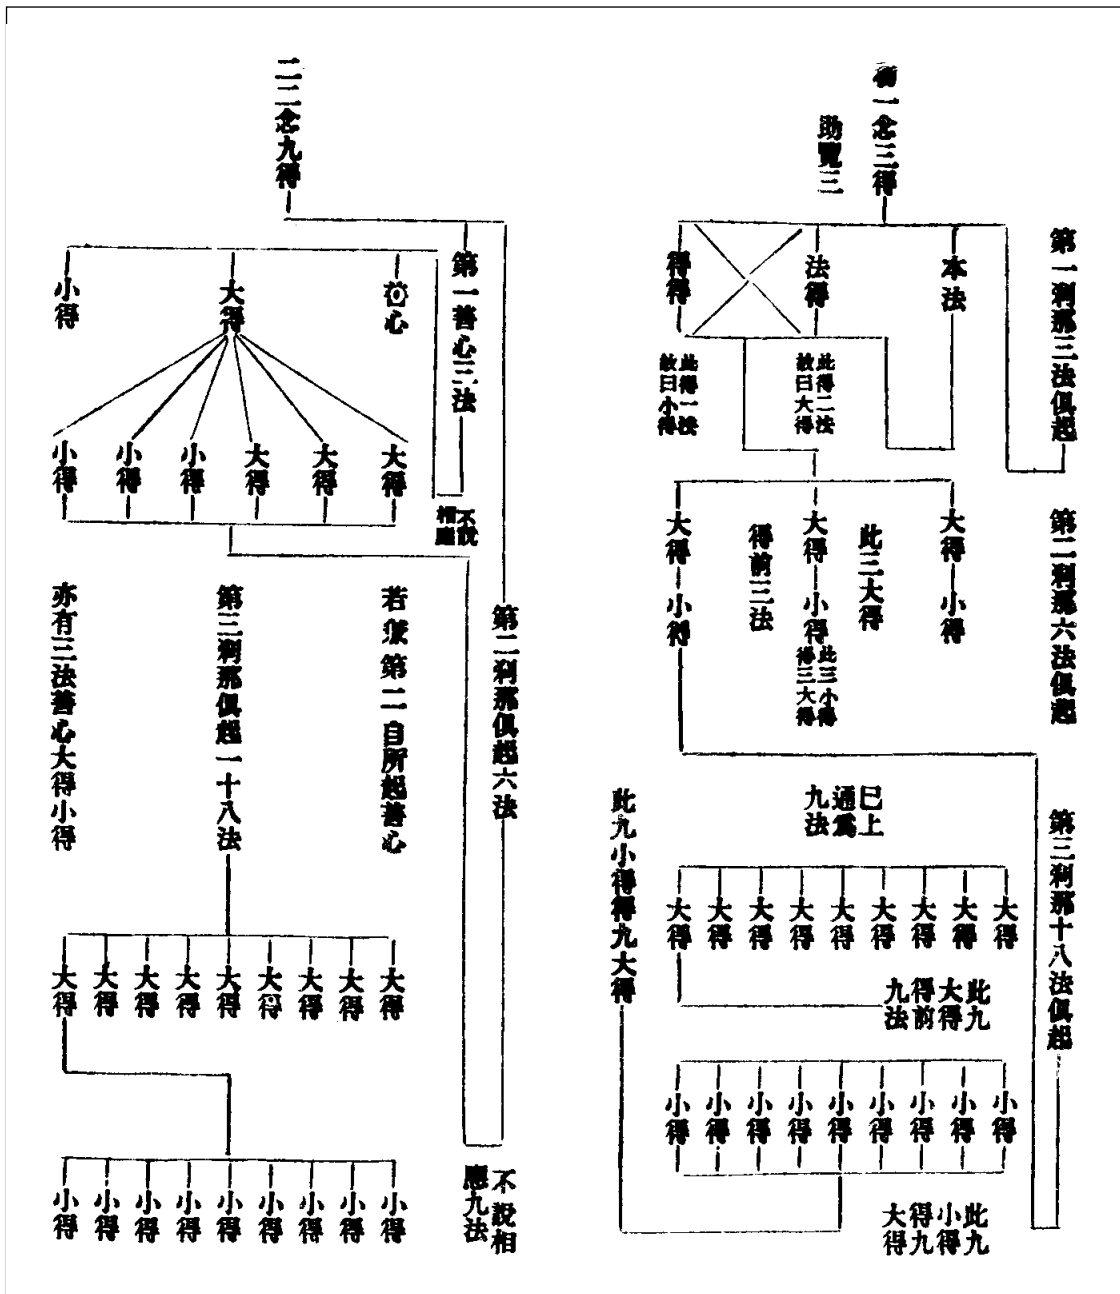 初一念三得
助覽三
第一刹那三法俱起
本法
法得
得得
此得二法
故曰大得
此得一法
故曰小得
第二刹那六法俱起
大得 小得
此三大得
大得 小得
此三小得
得三大得
得前三法
大得 小得
第三刹那十八法俱起
已上
通爲
九法
大得 大得 大得 大得 大得 大得 大得 大得 大得
此九
大得
得前
九法
小得 小得 小得 小得 小得 小得 小得 小得 小得
此九
小得
得九
大得
此九小得得九大得
二二念九得
第一善心三法
善心
大得
小得
不說
相應
大得 大得 大得 小得 小得 小得
第二刹那俱起六法
不說相
應九法
若 第二自所起善心
第三刹那俱起一十八法
亦有三法善心大得小得
大得 大得 大得 大得 大得 大得 大得 大得 大得
小得 小得 小得 小得 小得 小得 小得 小得 小得